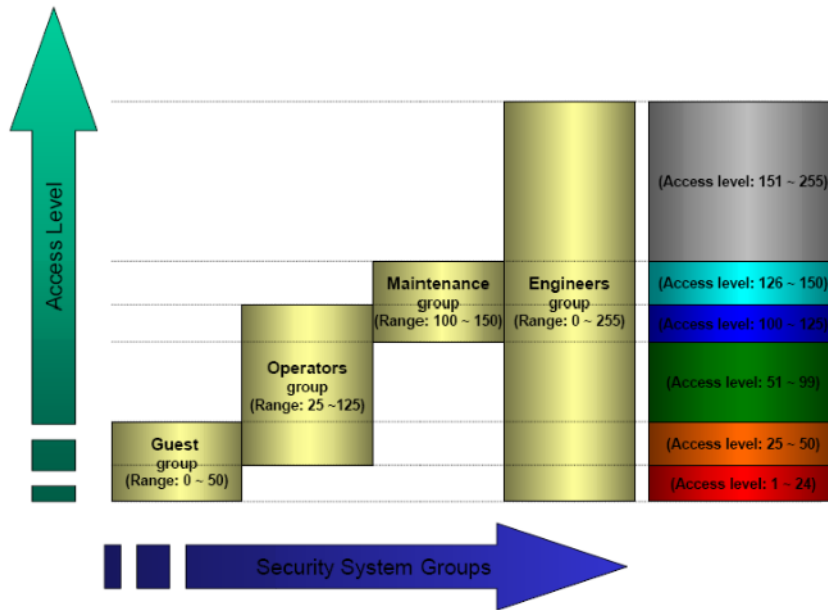 Access Level
Guest
group
(Range: 0 ~ 50)
Operators
group
(Range: 25 ~125)
Maintenance
group
(Range: 100 ~ 150)
Engineers
group
(Range: 0 ~ 255)
(Access level: 151 ~ 255)
(Access level: 126 ~ 150)
(Access level: 100 ~ 125)
(Access level: 51 ~ 99)
(Access level: 25 ~ 50)
(Access level: 1 ~ 24)
Security System Groups